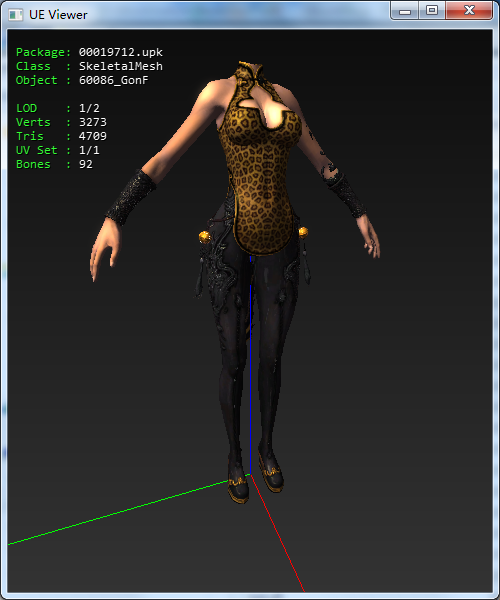 UE Viewer
Package: 00019712.upk
Class  : SkeletalMesh
Object : 60086_GonF
LOD    : 1/2
Verts  : 3273
Tris   : 4709
UV Set : 1/1
Bones  : 92